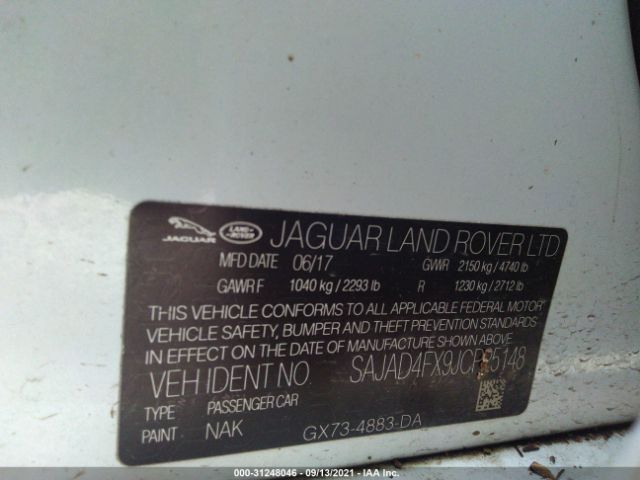 JAGUAR LAND ROVER JAGUAR LAND ROVER LTD
MFD DATE 06/17 GWR 2150 kg / 4740 lb
GAWR F 1040 kg / 2293 lb R 1230 kg / 2712 lb
THIS VEHICLE CONFORMS TO ALL APPLICABLE FEDERAL MOTOR
VEHICLE SAFETY, BUMPER AND THEFT PREVENTION STANDARDS
IN EFFECT ON THE DATE OF MANUFACTURE SHOWN ABOVE
VEH IDENT NO.
TYPE PASSENGER CAR
PAINT NAK GX73-4883-DA
000-31248046 - 09/13/2021 - IAA Inc.